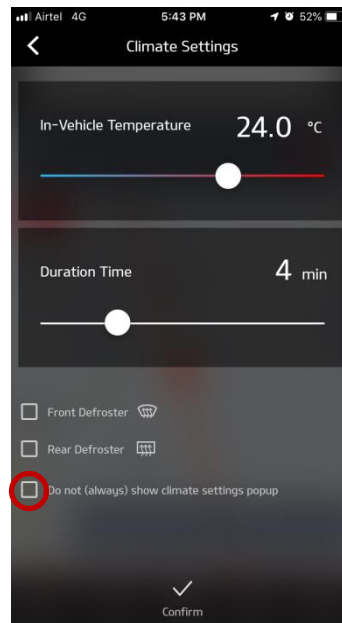 Airtel 4G 5:43 PM 52%
Climate Settings
In-Vehicle Temperature 24.0 °C
Duration Time 4 min
Front Defroster
Rear Defroster
Do not (always) show climate settings popup
Confirm